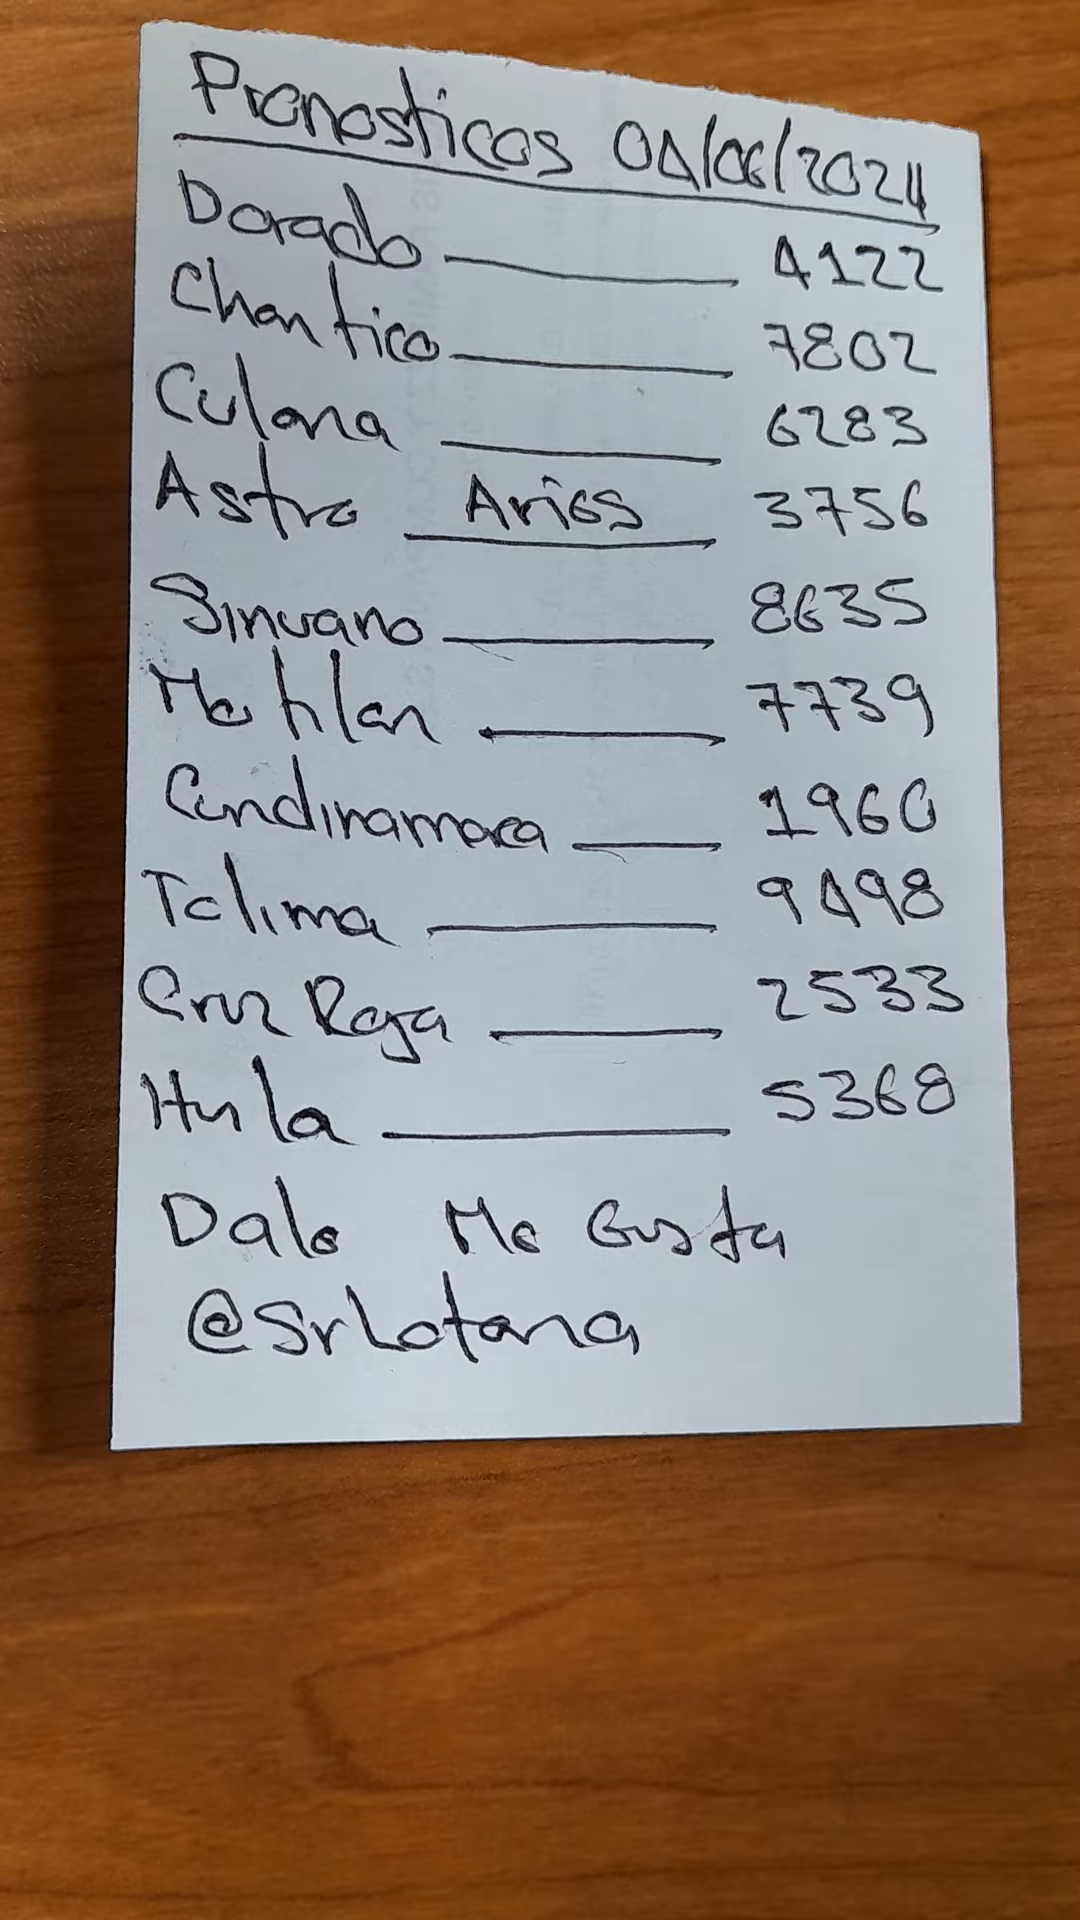 Pronosticos 04/06/2024
Dorado 4122
Chontico 7802
Culona 6283
Astro Aries 3756
Sinuano 8635
Motilon 7739
Cundinamarca 1960
Tolima 9498
Cruz Roja 2533
Huila 5368
Dale Me Gusta
@SrLotana